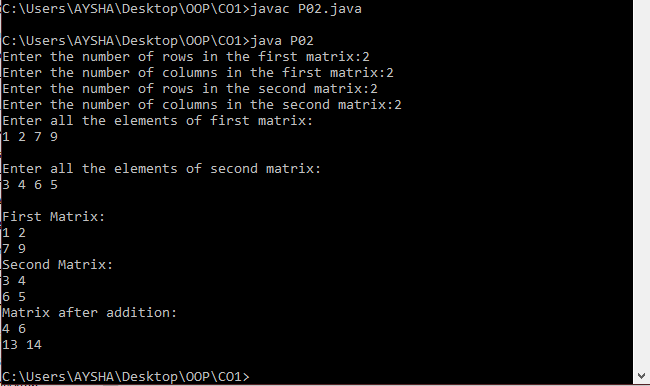 C:\Users\AYSHA\Desktop\OOP\CO1>javac P02.java
C:\Users\AYSHA\Desktop\OOP\CO1>java P02
Enter the number of rows in the first matrix:2
Enter the number of columns in the first matrix:2
Enter the number of rows in the second matrix:2
Enter the number of columns in the second matrix:2
Enter all the elements of first matrix:
1 2 7 9
Enter all the elements of second matrix:
3 4 6 5
First Matrix:
1 2
7 9
Second Matrix:
3 4
6 5
Matrix after addition:
4 6
13 14
C:\Users\AYSHA\Desktop\OOP\CO1>